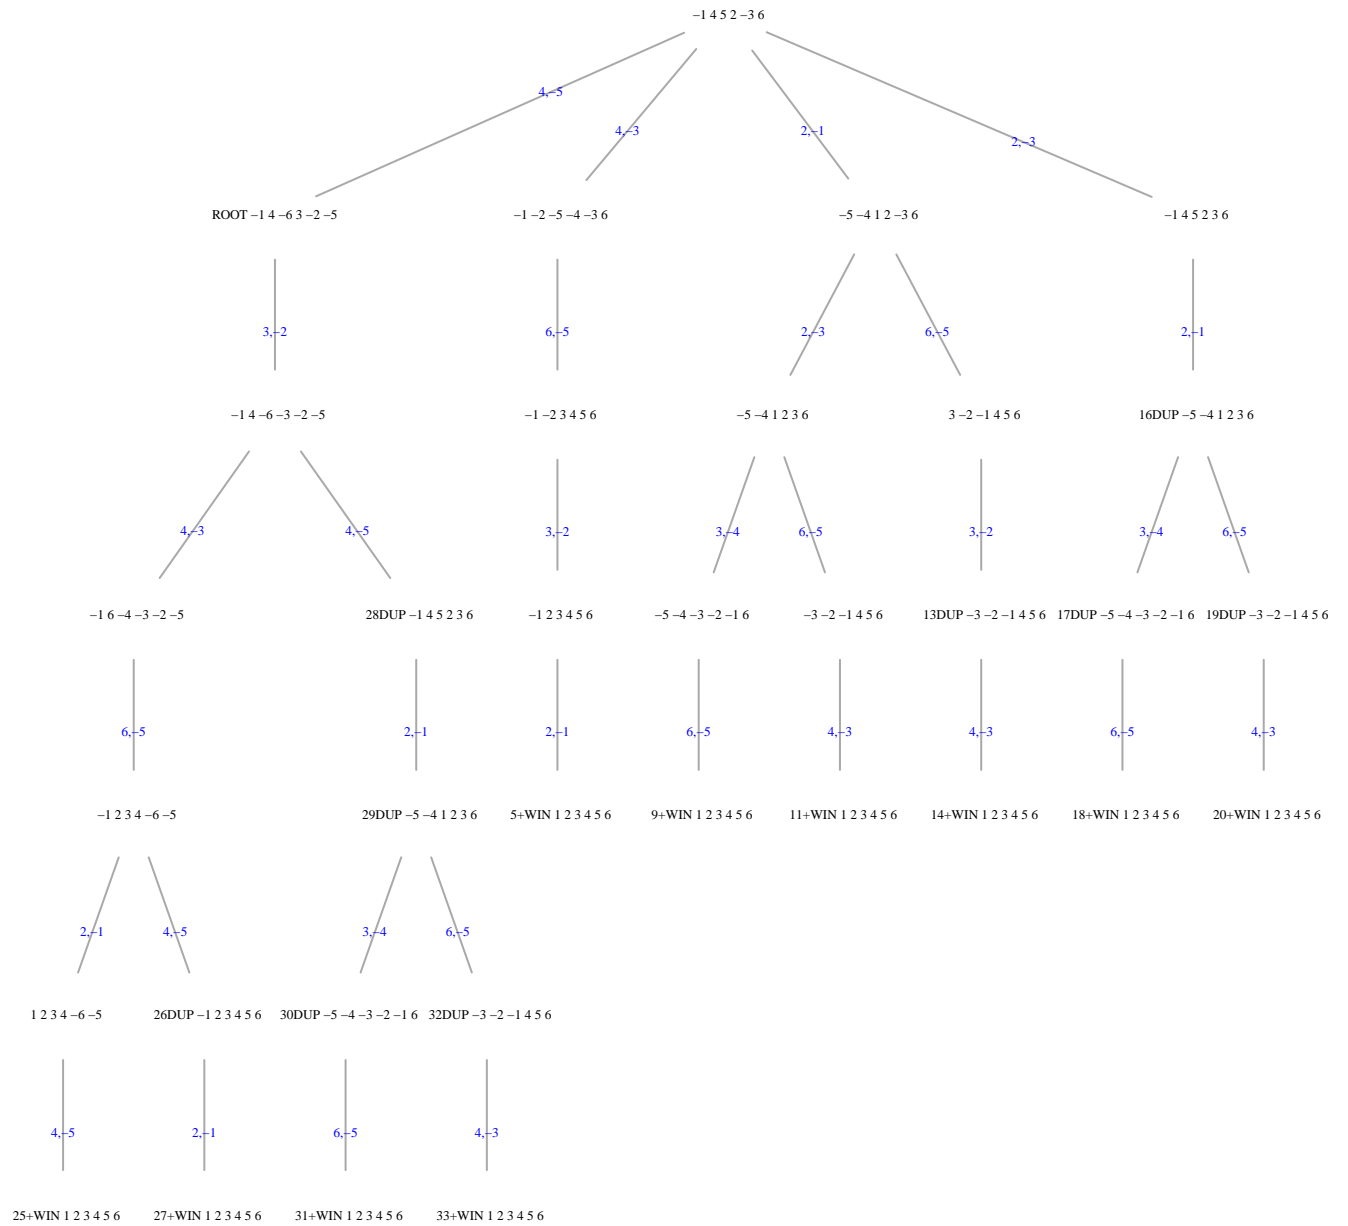 −1 4 5 2 −3 6
4,−5
4,−3
2,−1
2,−3
ROOT −1 4 −6 3 −2 −5
−1 −2 −5 −4 −3 6
−5 −4 1 2 −3 6
−1 4 5 2 3 6
3,−2
6,−5
2,−3
6,−5
2,−1
−1 4 −6 −3 −2 −5
−1 −2 3 4 5 6
−5 −4 1 2 3 6
3 −2 −1 4 5 6
16DUP −5 −4 1 2 3 6
4,−3
4,−5
3,−2
3,−4
6,−5
3,−2
3,−4
6,−5
−1 6 −4 −3 −2 −5
28DUP −1 4 5 2 3 6
−1 2 3 4 5 6
−5 −4 −3 −2 −1 6
−3 −2 −1 4 5 6
13DUP −3 −2 −1 4 5 6
17DUP −5 −4 −3 −2 −1 6
19DUP −3 −2 −1 4 5 6
6,−5
2,−1
2,−1
6,−5
4,−3
4,−3
6,−5
4,−3
−1 2 3 4 −6 −5
29DUP −5 −4 1 2 3 6
5+WIN 1 2 3 4 5 6
9+WIN 1 2 3 4 5 6
11+WIN 1 2 3 4 5 6
14+WIN 1 2 3 4 5 6
18+WIN 1 2 3 4 5 6
20+WIN 1 2 3 4 5 6
2,−1
4,−5
3,−4
6,−5
1 2 3 4 −6 −5
26DUP −1 2 3 4 5 6
30DUP −5 −4 −3 −2 −1 6
32DUP −3 −2 −1 4 5 6
4,−5
2,−1
6,−5
4,−3
25+WIN 1 2 3 4 5 6
27+WIN 1 2 3 4 5 6
31+WIN 1 2 3 4 5 6
33+WIN 1 2 3 4 5 6